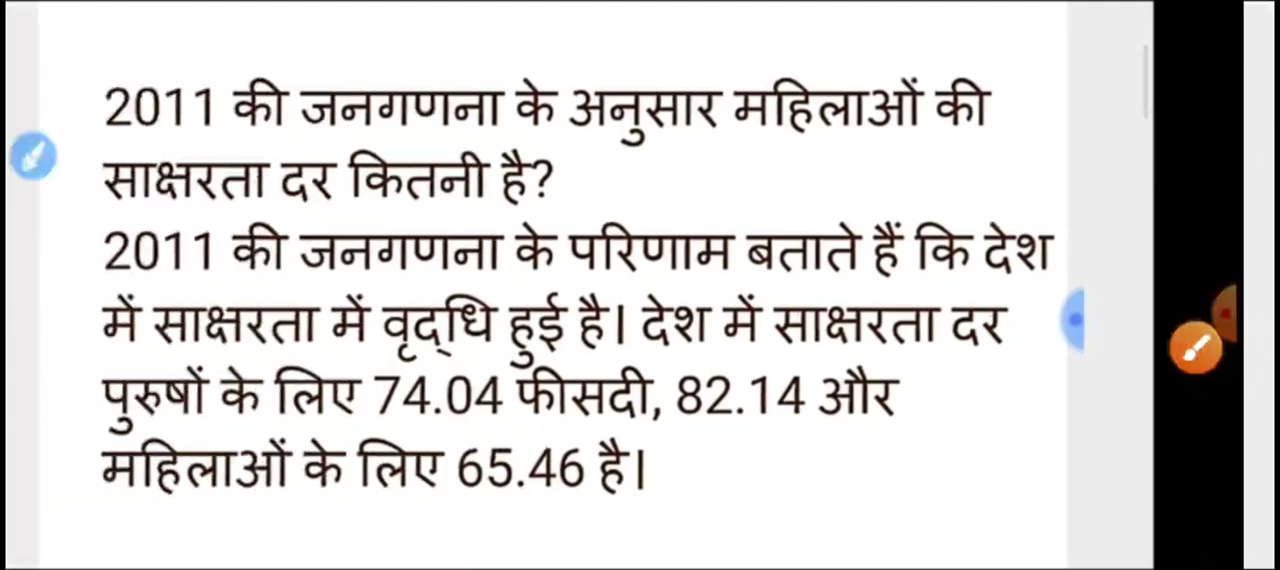 2011 की जनगणना के अनुसार महिलाओं की
साक्षरता दर कितनी है?
2011 की जनगणना के परिणाम बताते हैं कि देश
में साक्षरता में वृद्धि हुई है। देश में साक्षरता दर
पुरुषों के लिए 74.04 फीसदी, 82.14 और
महिलाओं के लिए 65.46 है।